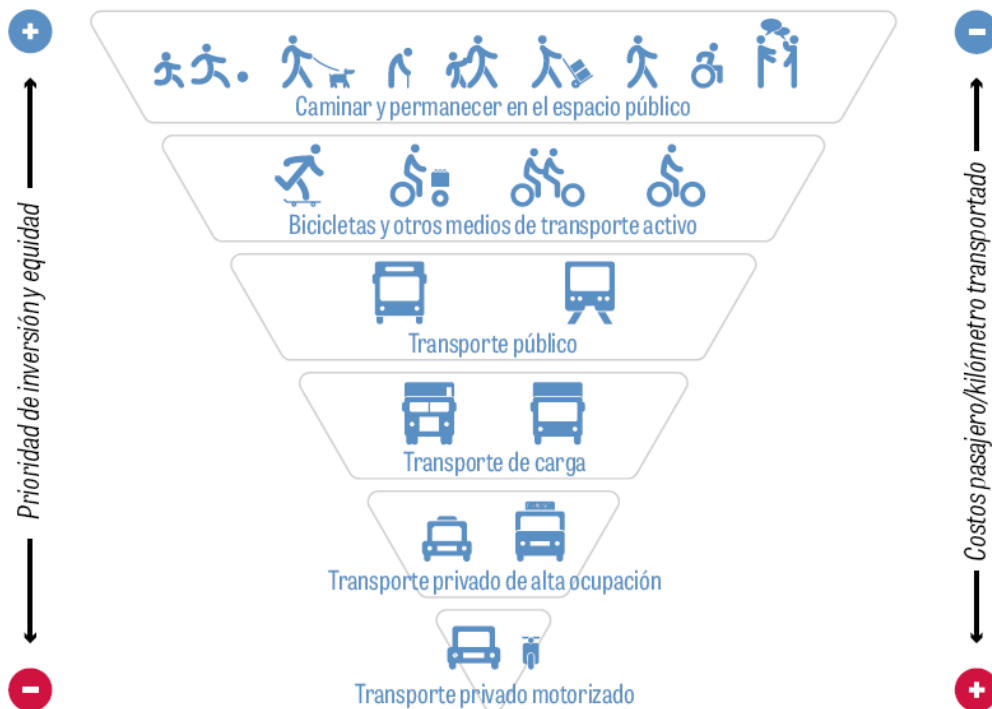 +
−
Caminar y permanecer en el espacio público
Bicicletas y otros medios de transporte activo
Prioridad de inversión y equidad
Costos pasajero/kilómetro transportado
Transporte público
Transporte de carga
Transporte privado de alta ocupación
Transporte privado motorizado
−
+